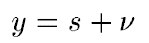 y = s + ν